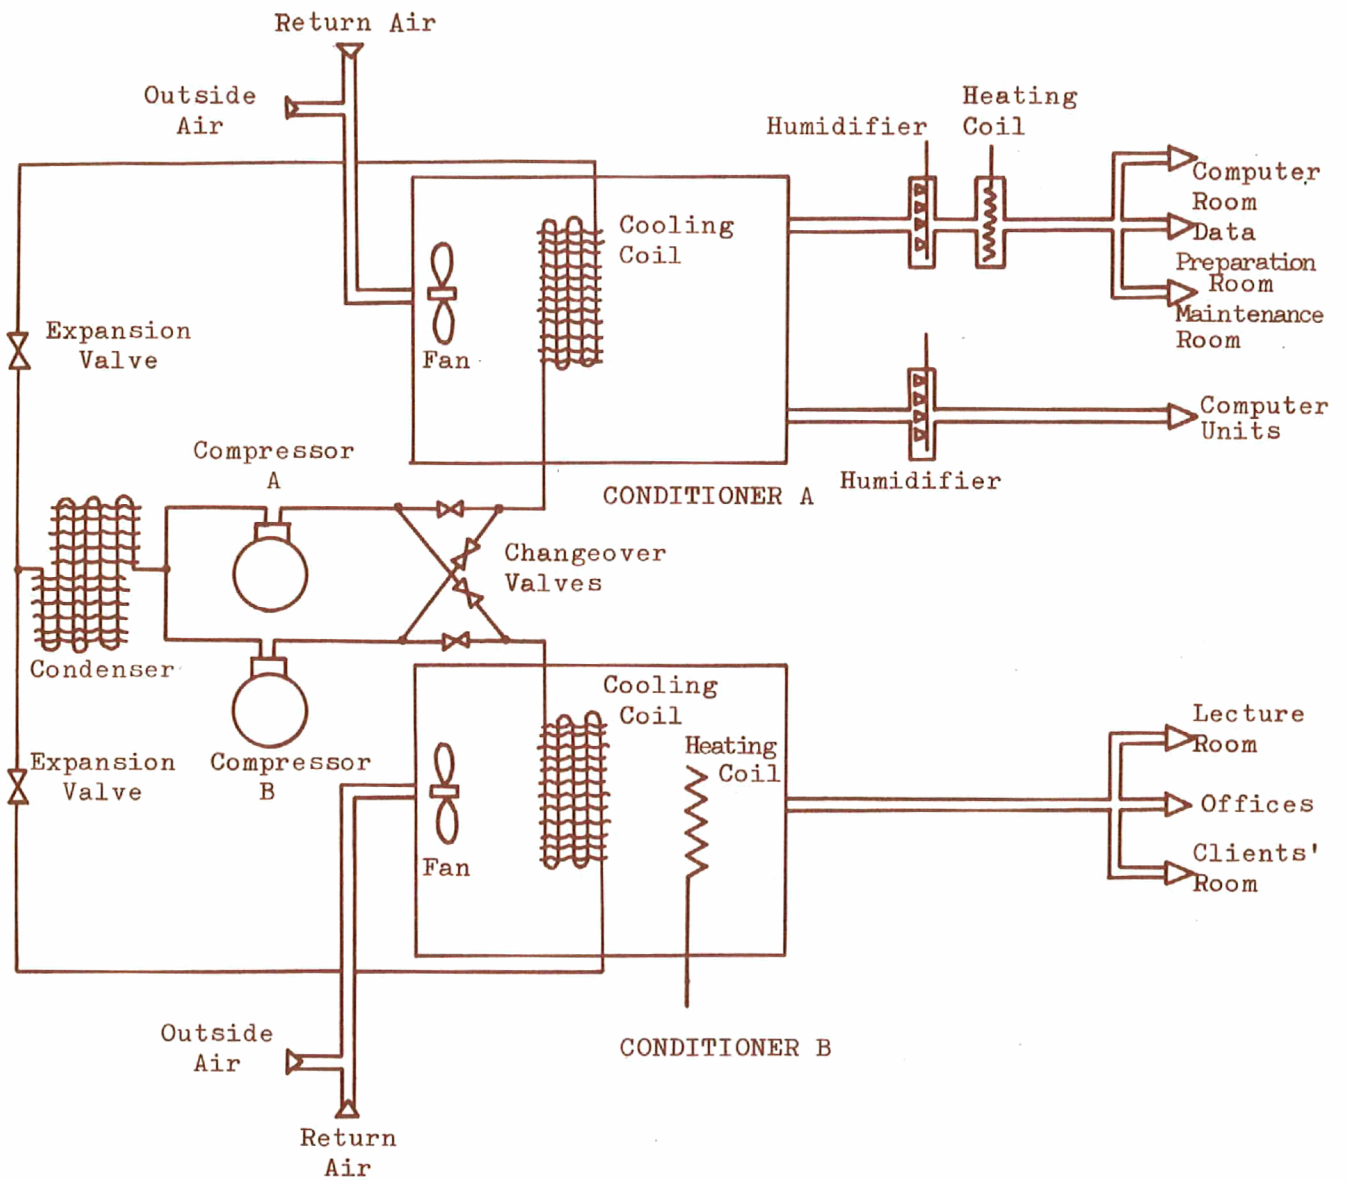 Return Air
Outside
Air
Humidifier
Heating
Coil
Computer
Room
Data
Preparation
Room
Maintenance
Room
Cooling
Coil
Fan
Expansion
Valve
Computer
Units
Humidifier
CONDITIONER A
Compressor
A
Changeover
Valves
Condenser
Compressor
B
Expansion
Valve
Cooling
Coil
Heating
Coil
Fan
Lecture
Room
Offices
Clients'
Room
CONDITIONER B
Outside
Air
Return
Air